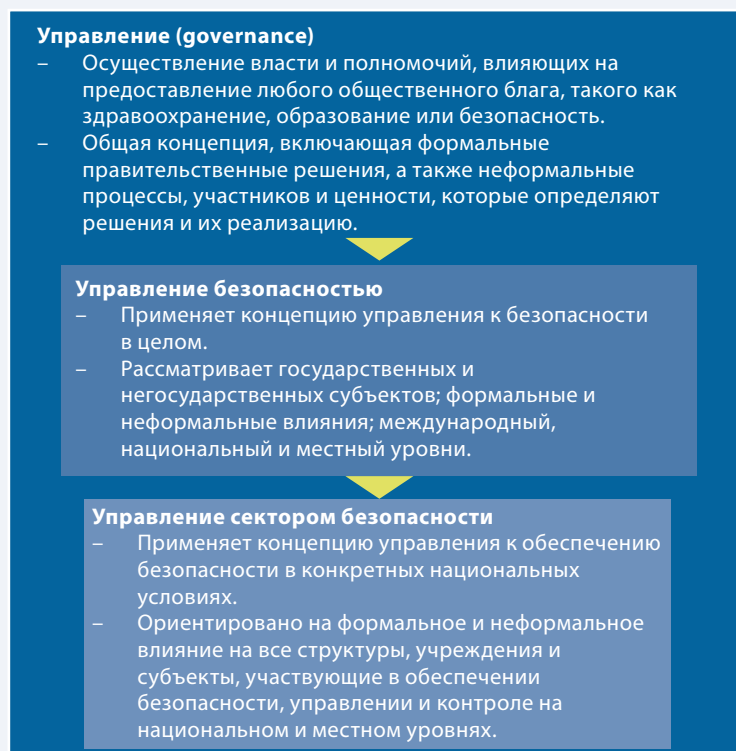 Управление (governance)
– Осуществление власти и полномочий, влияющих на
предоставление любого общественного блага, такого как
здравоохранение, образование или безопасность.
– Общая концепция, включающая формальные
правительственные решения, а также неформальные
процессы, участников и ценности, которые определяют
решения и их реализацию.
Управление безопасностью
– Применяет концепцию управления к безопасности
в целом.
– Рассматривает государственных и
негосударственных субъектов; формальные и
неформальные влияния; международный,
национальный и местный уровни.
Управление сектором безопасности
– Применяет концепцию управления к обеспечению
безопасности в конкретных национальных
условиях.
– Ориентировано на формальное и неформальное
влияние на все структуры, учреждения и
субъекты, участвующие в обеспечении
безопасности, управлении и контроле на
национальном и местном уровнях.